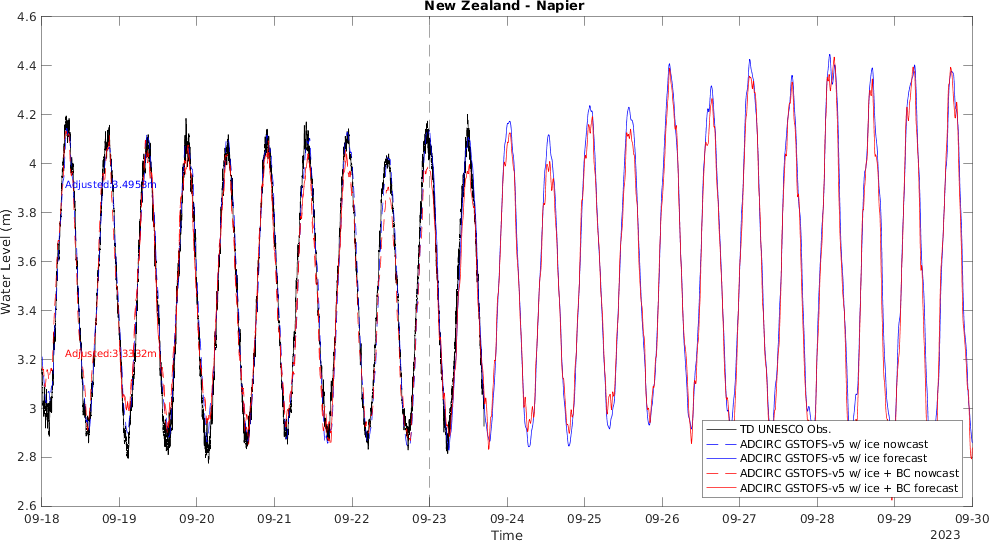 New Zealand - Napier
4.6
4.4
4.2
4
3.8
3.6
3.4
3.2
3
2.8
2.6
Water Level (m)
Adjusted:3.4958m
Adjusted:3.3332m
TD UNESCO Obs.
ADCIRC GSTOFS-v5 w/ ice nowcast
ADCIRC GSTOFS-v5 w/ ice forecast
ADCIRC GSTOFS-v5 w/ ice + BC nowcast
ADCIRC GSTOFS-v5 w/ ice + BC forecast
09-18 09-19 09-20 09-21 09-22 09-23 09-24 09-25 09-26 09-27 09-28 09-29 09-30
Time
2023